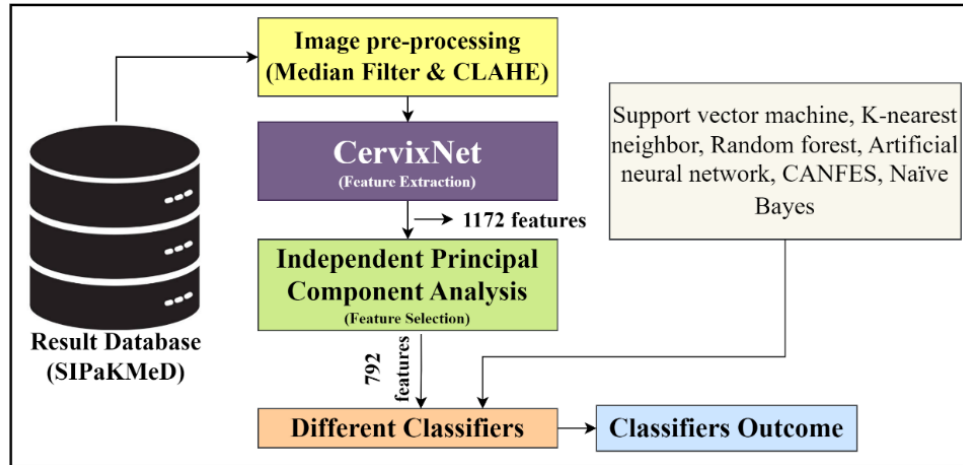 Image pre-processing
(Median Filter & CLAHE)
CervixNet
(Feature Extraction)
1172 features
Independent Principal
Component Analysis
(Feature Selection)
792
features
Different Classifiers
Classifiers Outcome
Support vector machine, K-nearest
neighbor, Random forest, Artificial
neural network, CANFES, Naïve
Bayes
Result Database
(SIPaKMeD)